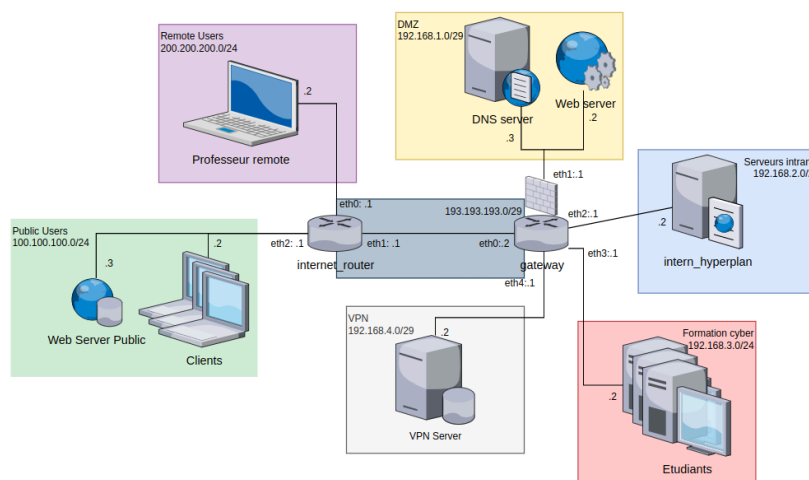 Remote Users
200.200.200.0/24
.2
Professeur remote
DMZ
192.168.1.0/29
DNS server
Web server
.3
.2
eth1:.1
Serveurs intran
192.168.2.0/2
.2
intern_hyperplan
eth0: .1
193.193.193.0/29
eth2:.1
Public Users
100.100.100.0/24
.2
.3
eth2: .1
eth1: .1
eth0:.2
eth3:.1
internet_router
gateway
eth4:.1
Web Server Public
Clients
VPN
192.168.4.0/29
.2
VPN Server
Formation cyber
192.168.3.0/24
.2
Etudiants